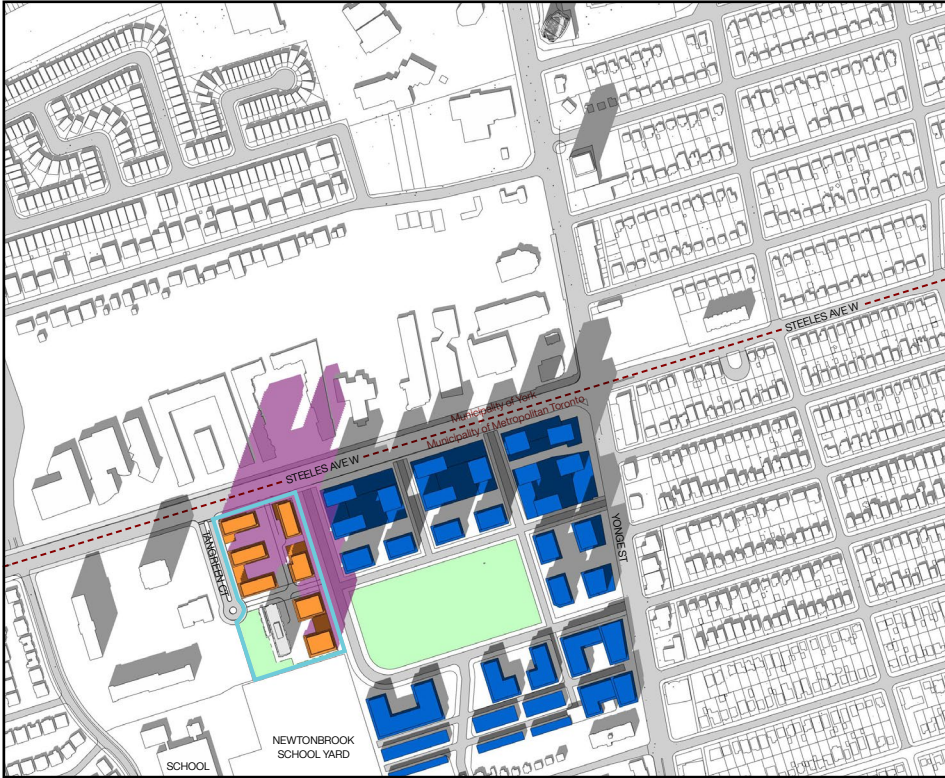 STEELES AVE W
Municipality of York
Municipality of Metropolitan Toronto
STEELES AVE W
TANGREEN CT
YONGE ST
NEWTONBROOK
SCHOOL YARD
SCHOOL